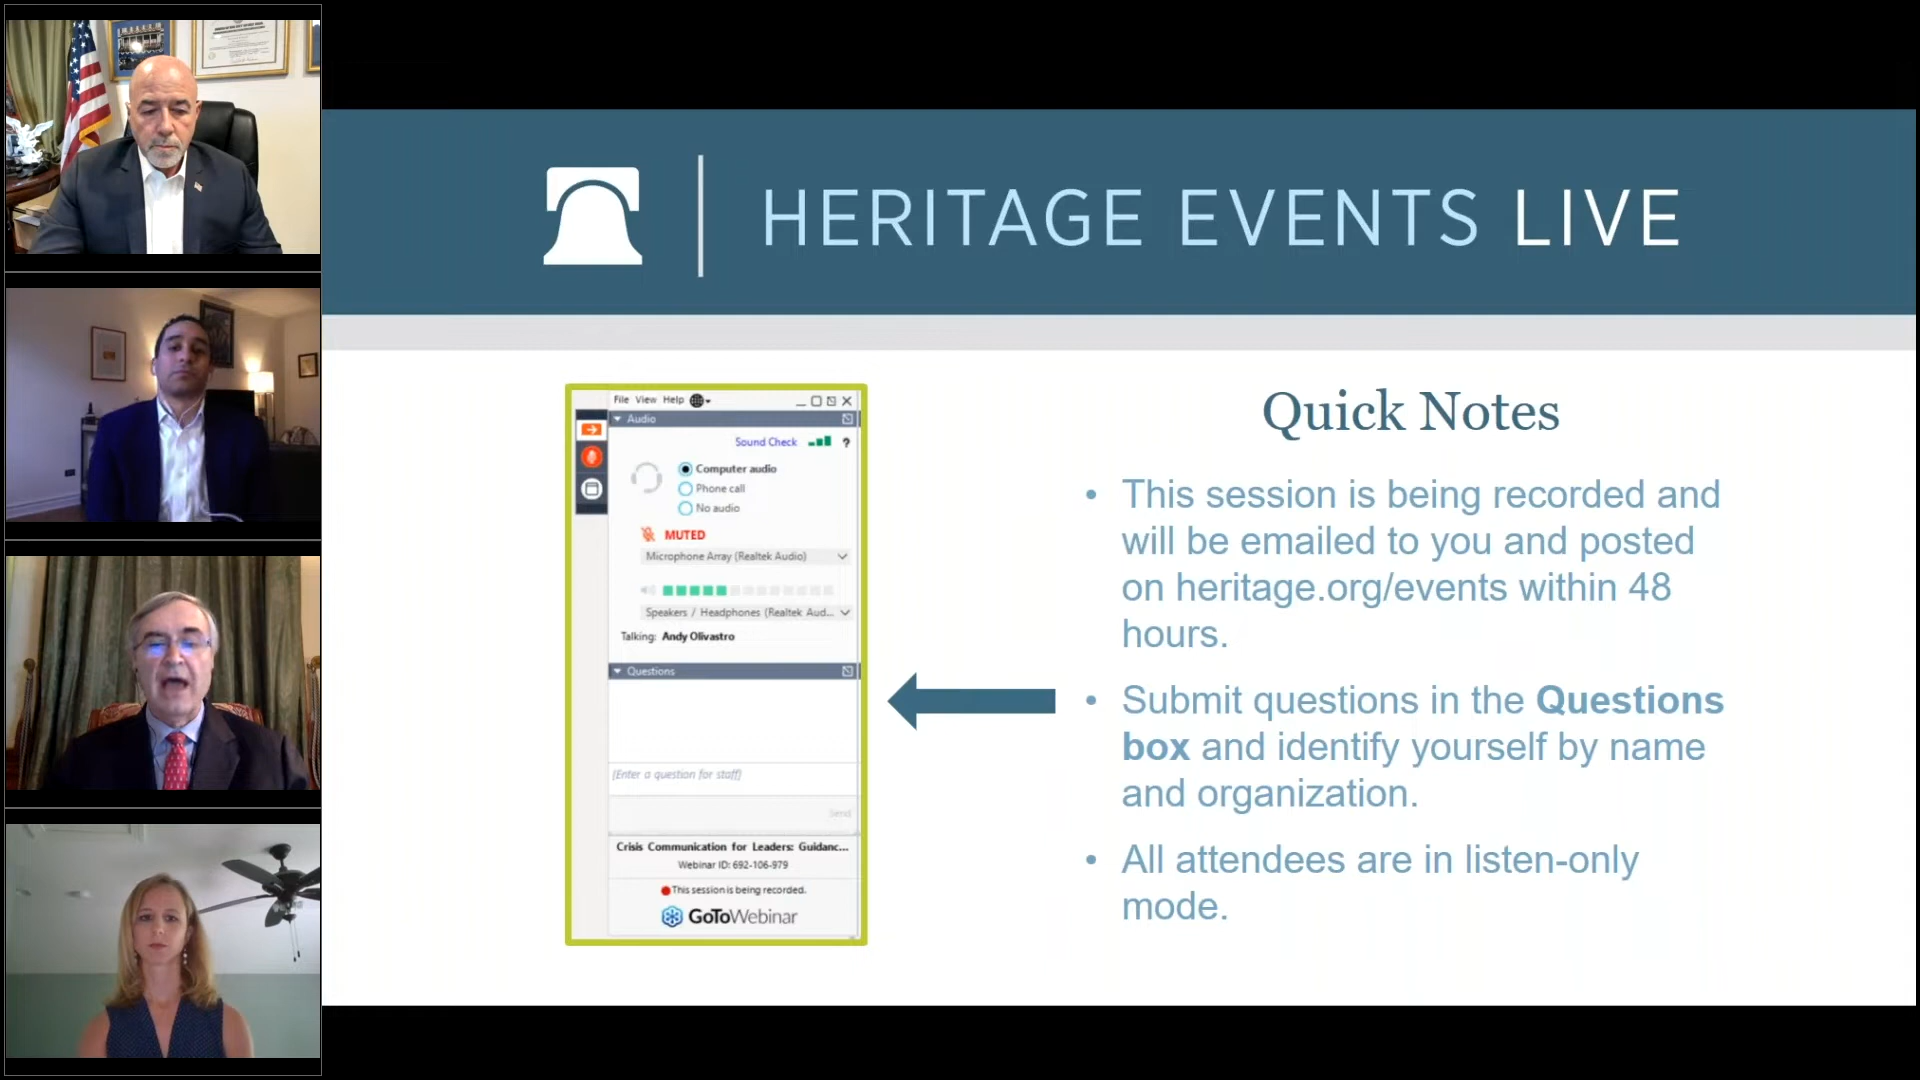 HERITAGE EVENTS LIVE
File View Help
Audio
Sound Check ?
Computer audio
Phone call
No audio
MUTED
Microphone Array (Realtek Audio)
Speakers / Headphones (Realtek Aud...
Talking: Andy Olivastro
Questions
[Enter a question for staff]
Send
Crisis Communication for Leaders: Guidanc...
Webinar ID: 692-106-979
This session is being recorded.
GoToWebinar
Quick Notes
• This session is being recorded and
will be emailed to you and posted
on heritage.org/events within 48
hours.
• Submit questions in the Questions
box and identify yourself by name
and organization.
• All attendees are in listen-only
mode.